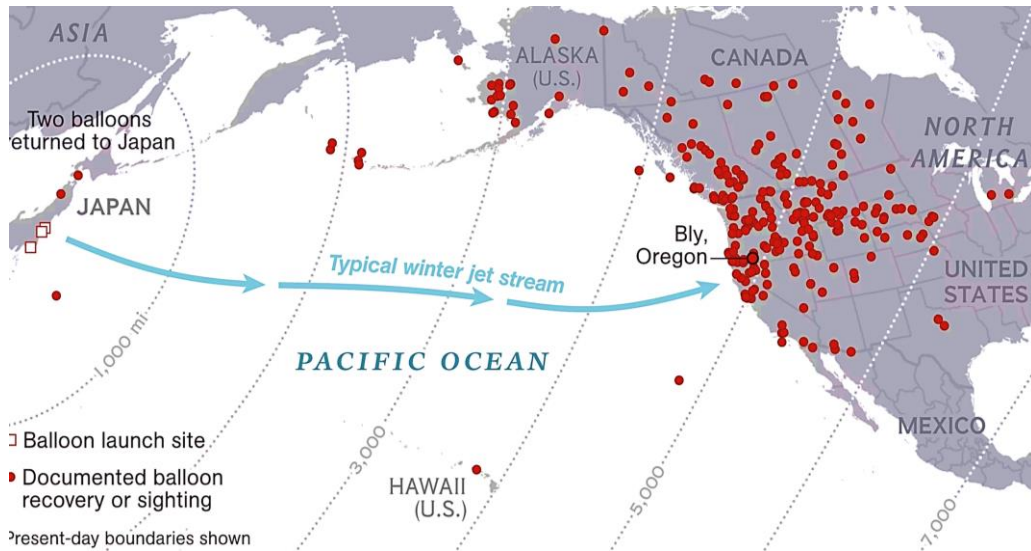 ASIA
ALASKA
(U.S.)
CANADA
Two balloons
returned to Japan
NORTH
AMERICA
JAPAN
Bly,
Oregon
Typical winter jet stream
UNITED
STATES
1,000 mi
PACIFIC OCEAN
MEXICO
Balloon launch site
3,000
Documented balloon
recovery or sighting
HAWAII
(U.S.)
5,000
7,000
Present-day boundaries shown